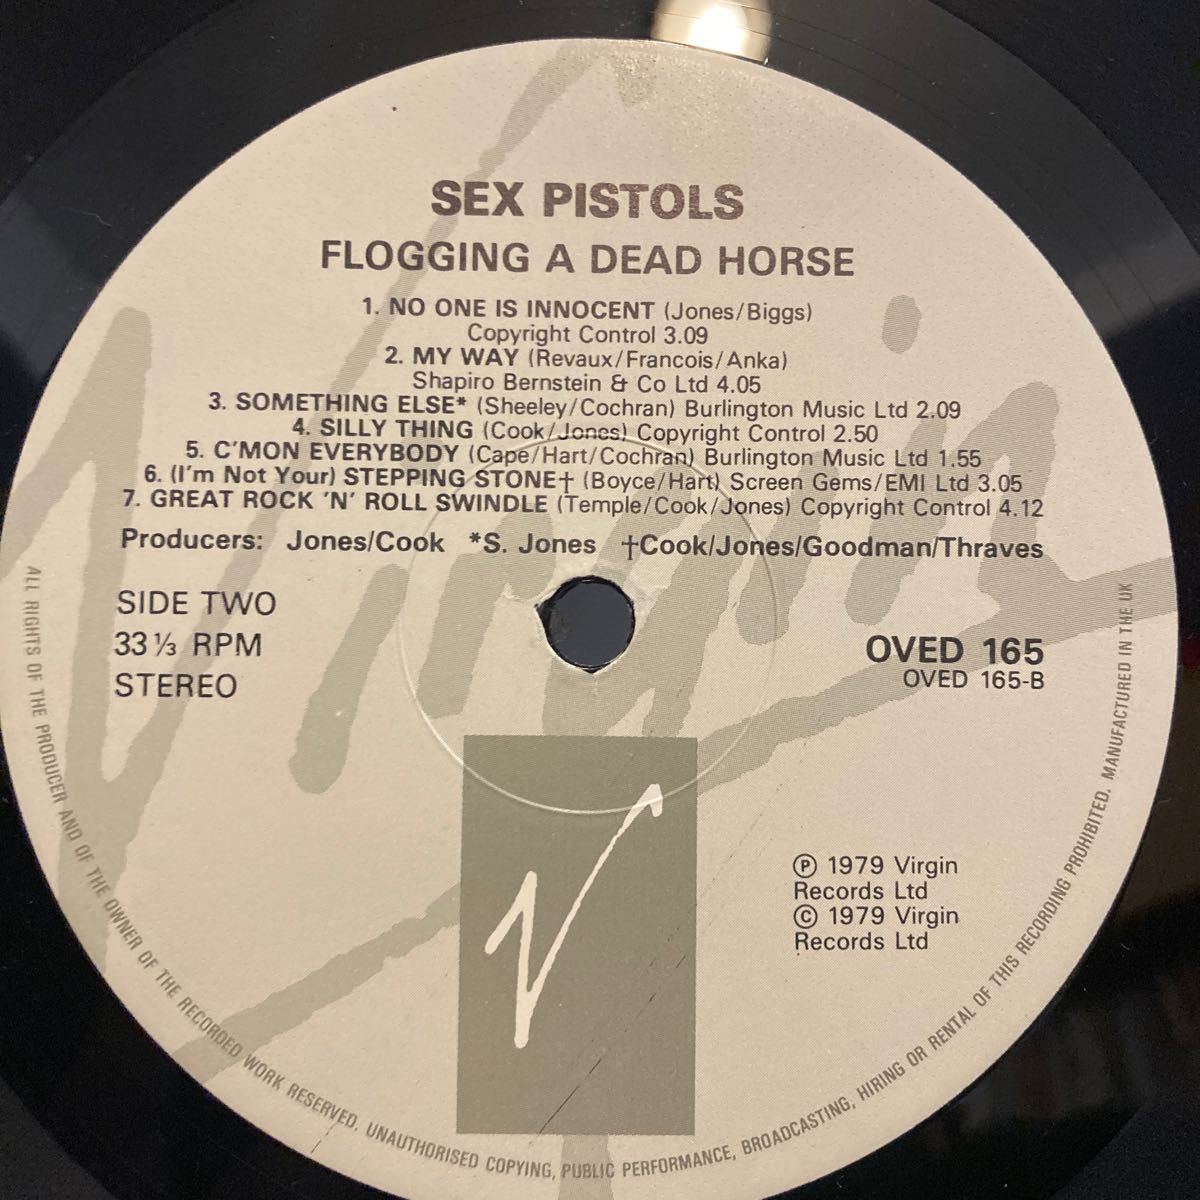 SEX PISTOLS
FLOGGING A DEAD HORSE
1. NO ONE IS INNOCENT (Jones/Biggs)
Copyright Control 3.09
2. MY WAY (Revaux/Francois/Anka)
Shapiro Bernstein & Co Ltd 4.05
3. SOMETHING ELSE* (Sheeley/Cochran) Burlington Music Ltd 2.09
4. SILLY THING (Cook/Jones) Copyright Control 2.50
5. C'MON EVERYBODY (Cape/Hart/Cochran) Burlington Music Ltd 1.55
6. (I'm Not Your) STEPPING STONE† (Boyce/Hart) Screen Gems/EMI Ltd 3.05
7. GREAT ROCK 'N' ROLL SWINDLE (Temple/Cook/Jones) Copyright Control 4.12
Producers: Jones/Cook *S. Jones †Cook/Jones/Goodman/Thraves
SIDE TWO
33 ⅓ RPM
STEREO
OVED 165
OVED 165-B
Ⓟ 1979 Virgin
Records Ltd
© 1979 Virgin
Records Ltd
ALL RIGHTS OF THE PRODUCER AND OF THE OWNER OF THE RECORDED WORK RESERVED. UNAUTHORISED COPYING, PUBLIC PERFORMANCE, BROADCASTING, HIRING OR RENTAL OF THIS RECORDING PROHIBITED. MANUFACTURED IN THE UK
Virgin
V